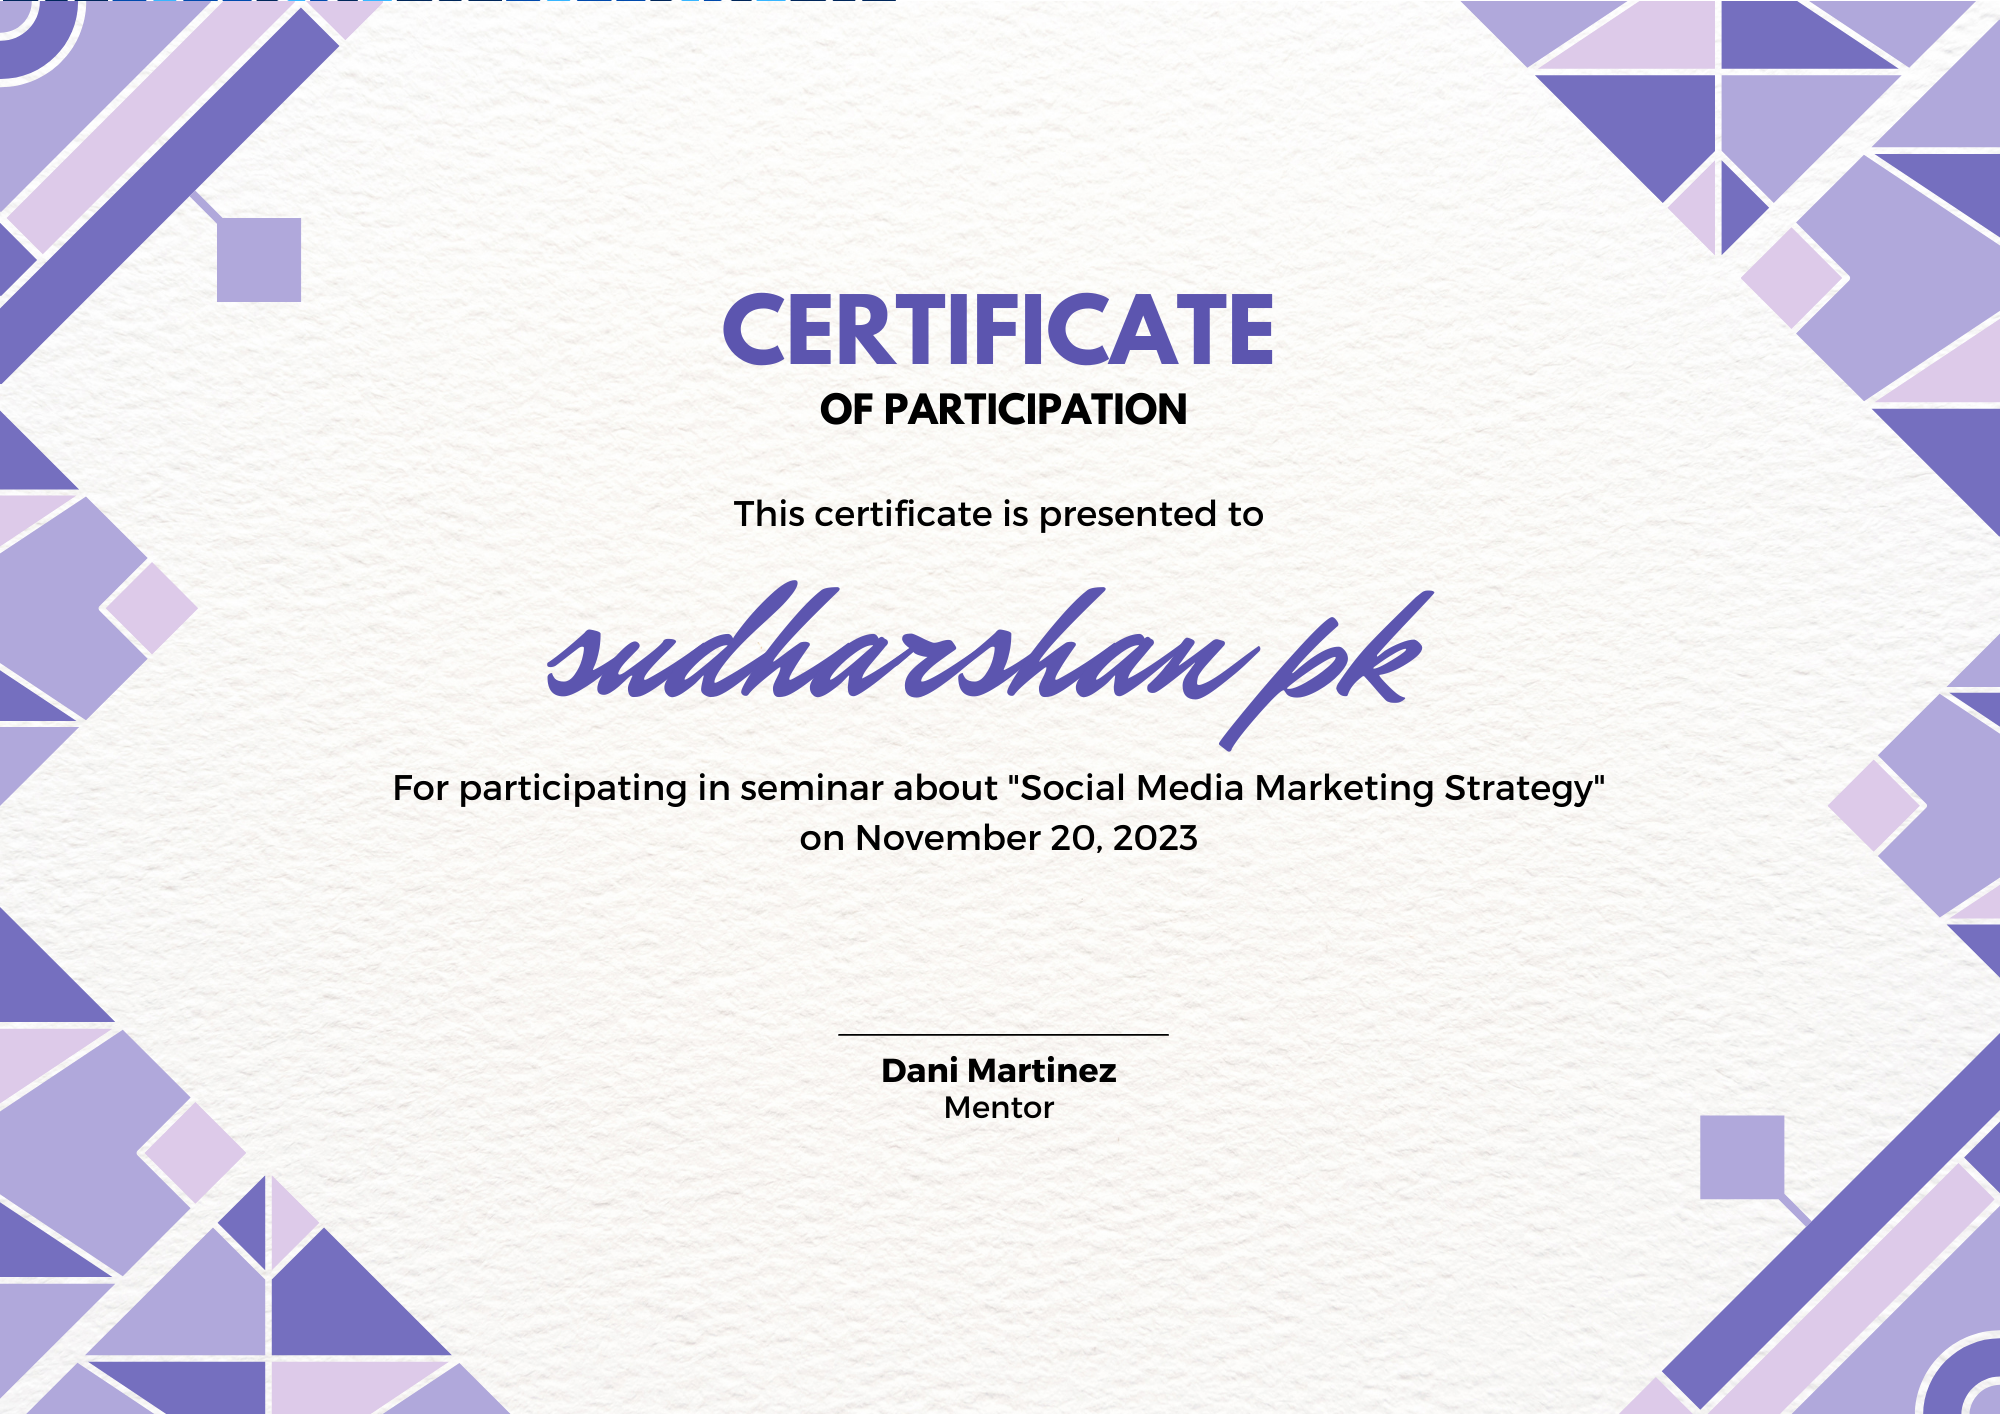 CERTIFICATE
OF PARTICIPATION
This certificate is presented to
sudharshan pk
For participating in seminar about "Social Media Marketing Strategy"
on November 20, 2023
Dani Martinez
Mentor